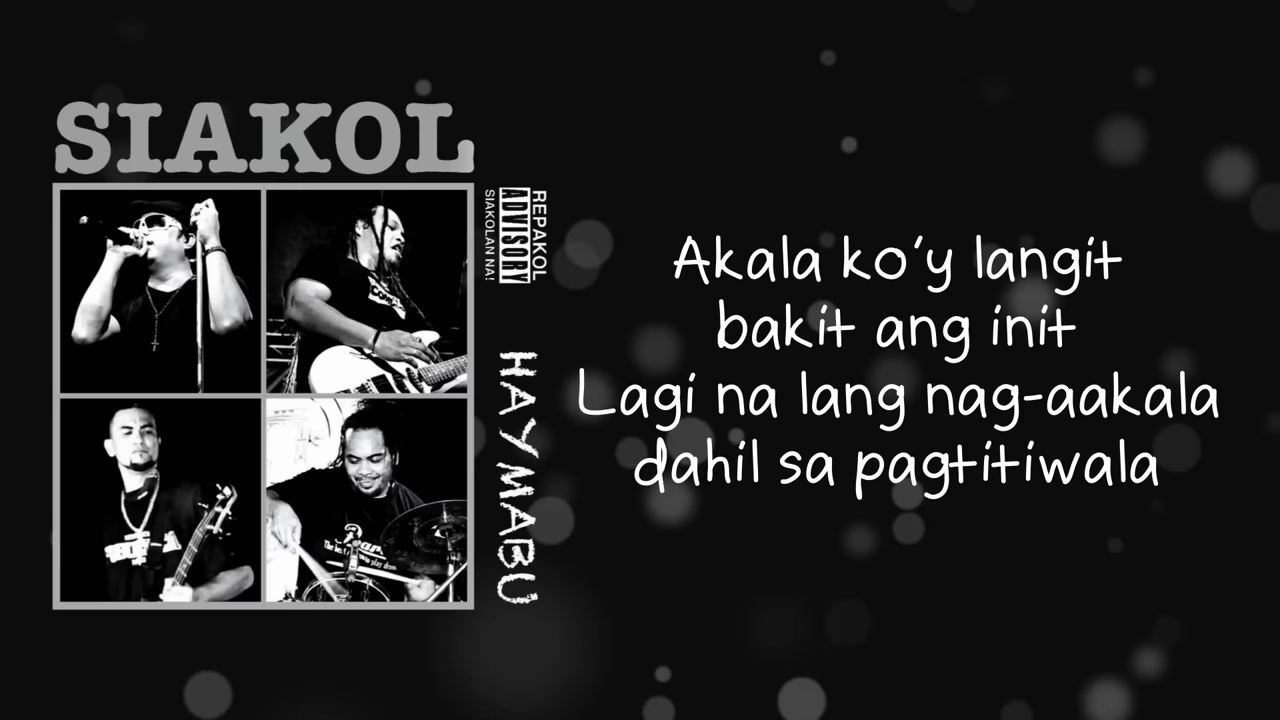 SIAKOL
REPAKOL
ADVISORY
SIAKOLAN NA!
HAYMABU
Akala ko'y langit
bakit ang init
Lagi na lang nag-aakala
dahil sa pagtitiwala